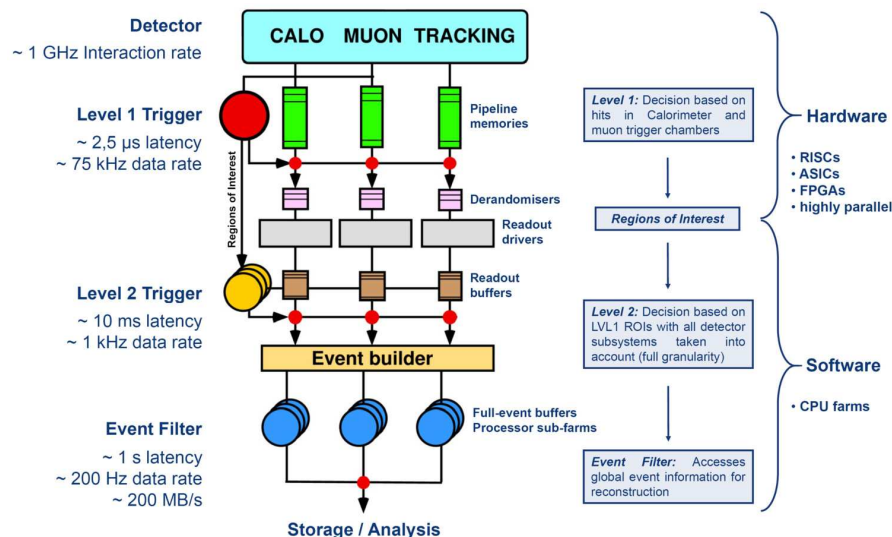 Detector
~ 1 GHz Interaction rate
Level 1 Trigger
~ 2,5 µs latency
~ 75 kHz data rate
Level 2 Trigger
~ 10 ms latency
~ 1 kHz data rate
Event Filter
~ 1 s latency
~ 200 Hz data rate
~ 200 MB/s
CALO MUON TRACKING
Pipeline
memories
Derandomisers
Regions of Interest
Readout
drivers
Readout
buffers
Event builder
Full-event buffers
Processor sub-farms
Storage / Analysis
Level 1: Decision based on
hits in Calorimeter and
muon trigger chambers
Regions of Interest
Level 2: Decision based on
LVL1 ROIs with all detector
subsystems taken into
account (full granularity)
Event Filter: Accesses
global event information for
reconstruction
Hardware
• RISCs
• ASICs
• FPGAs
• highly parallel
Software
• CPU farms